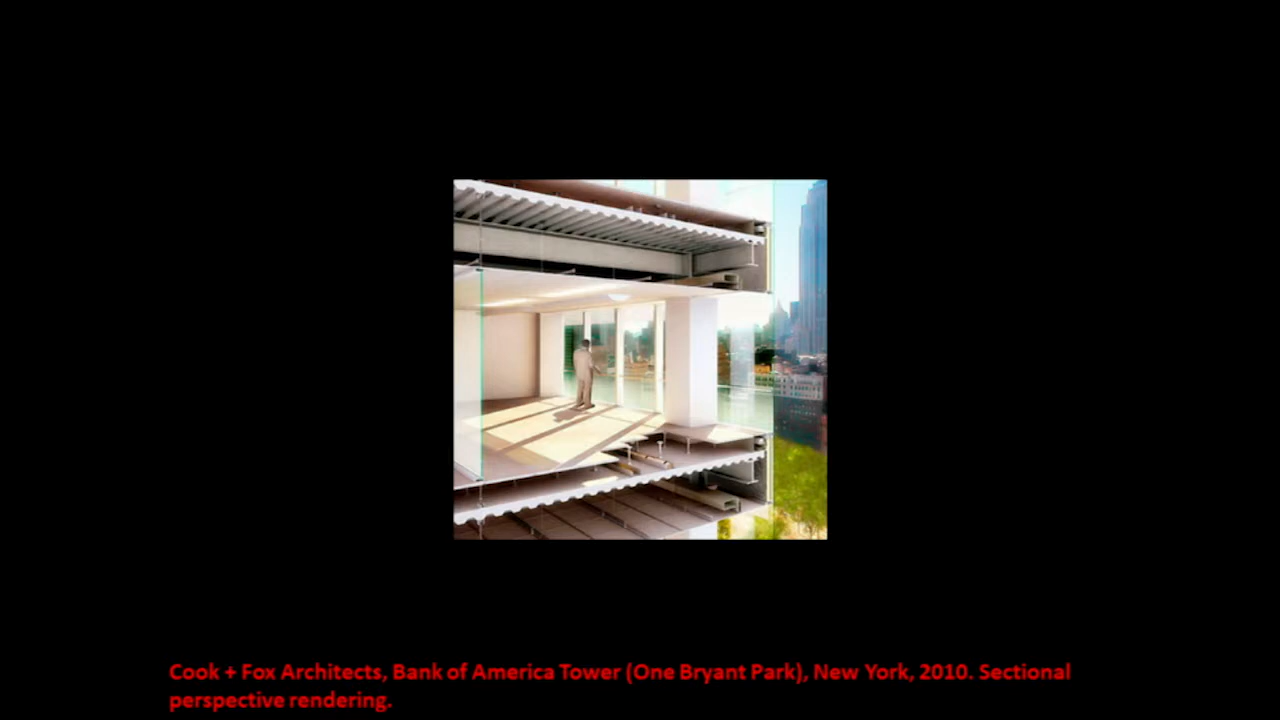 Cook + Fox Architects, Bank of America Tower (One Bryant Park), New York, 2010. Sectional
perspective rendering.